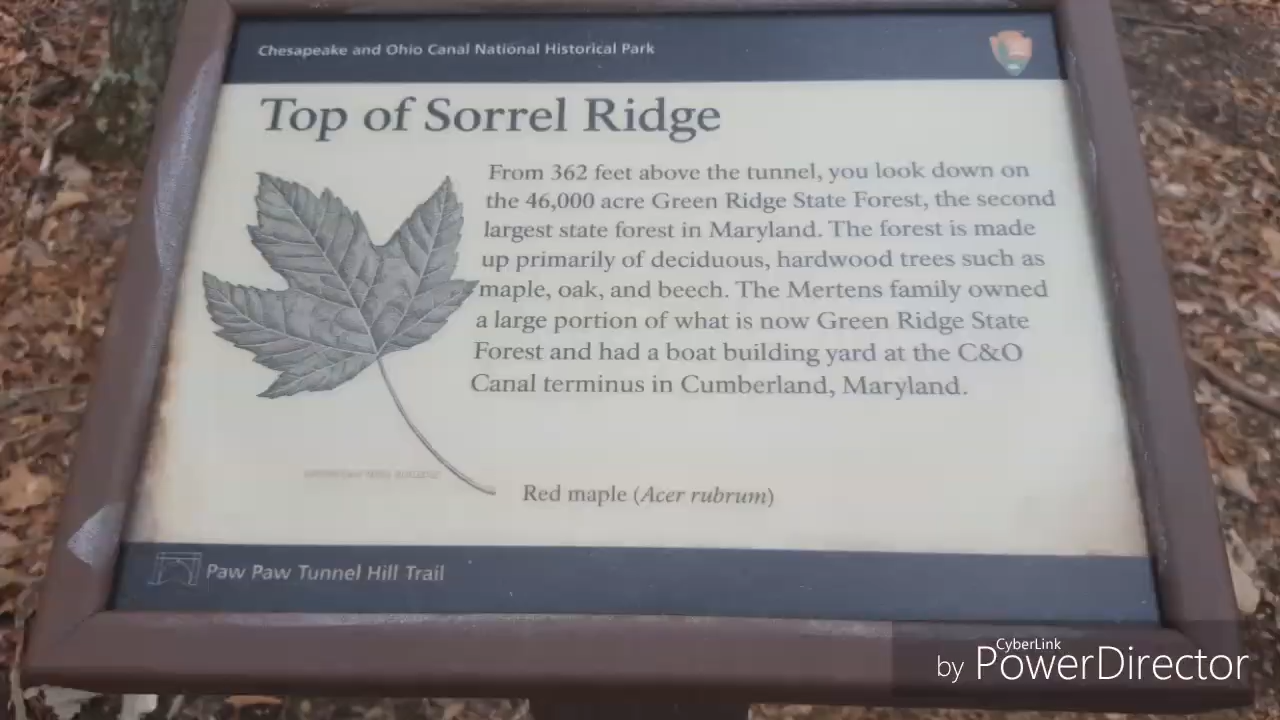 Chesapeake and Ohio Canal National Historical Park
Top of Sorrel Ridge
From 362 feet above the tunnel, you look down on
the 46,000 acre Green Ridge State Forest, the second
largest state forest in Maryland. The forest is made
up primarily of deciduous, hardwood trees such as
maple, oak, and beech. The Mertens family owned
a large portion of what is now Green Ridge State
Forest and had a boat building yard at the C&O
Canal terminus in Cumberland, Maryland.
Red maple (Acer rubrum)
Paw Paw Tunnel Hill Trail
CyberLink
by PowerDirector